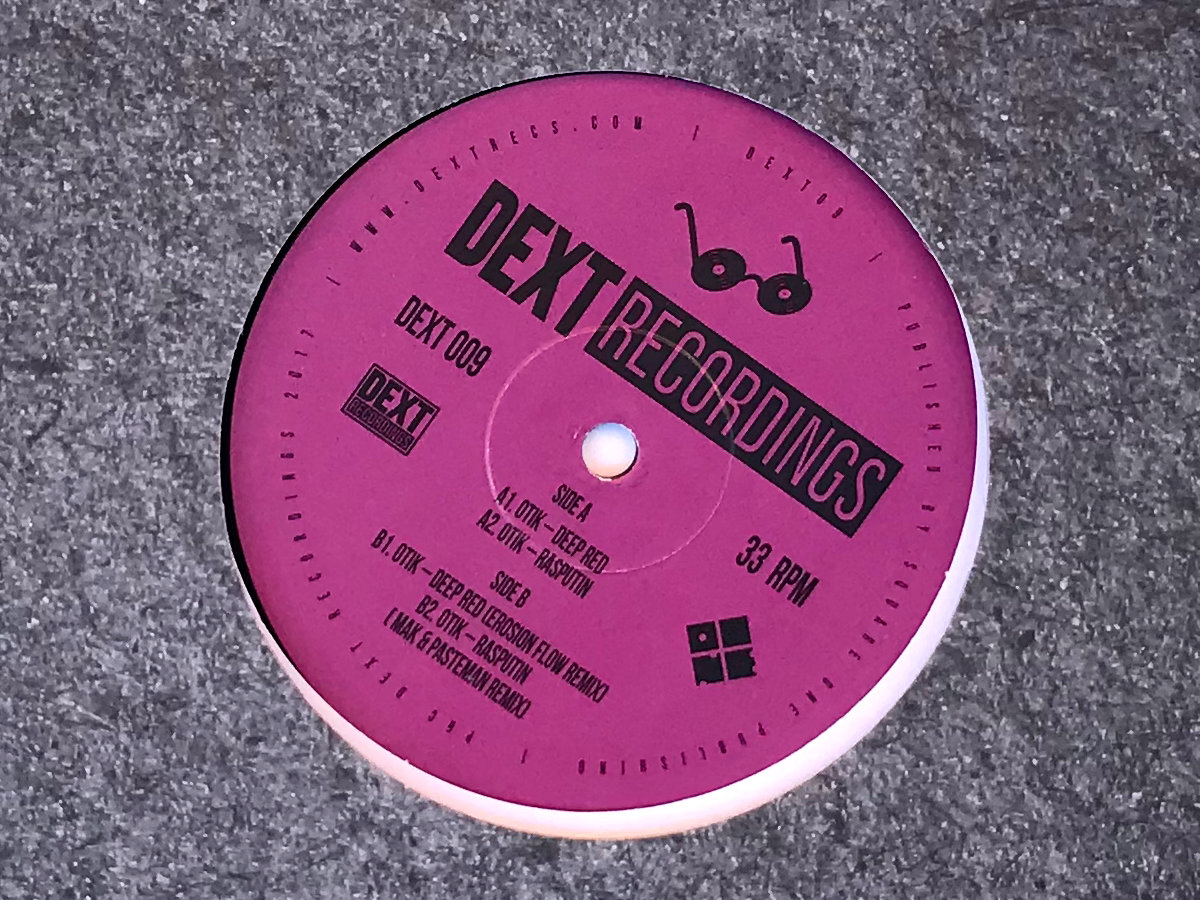 WWW.DEXTRECS.COM | DEXT09 | PUBLISHED BY SQUARE ONE PUBLISHING | P&C DEXT RECORDINGS 2017 |
DEXT RECORDINGS
DEXT 009
DEXT
RECORDINGS
33 RPM
SIDE A
A1. OTIK – DEEP RED
A2. OTIK – RASPUTIN
SIDE B
B1. OTIK – DEEP RED (EROSION FLOW REMIX)
B2. OTIK – RASPUTIN
( MAK & PASTEMAN REMIX).